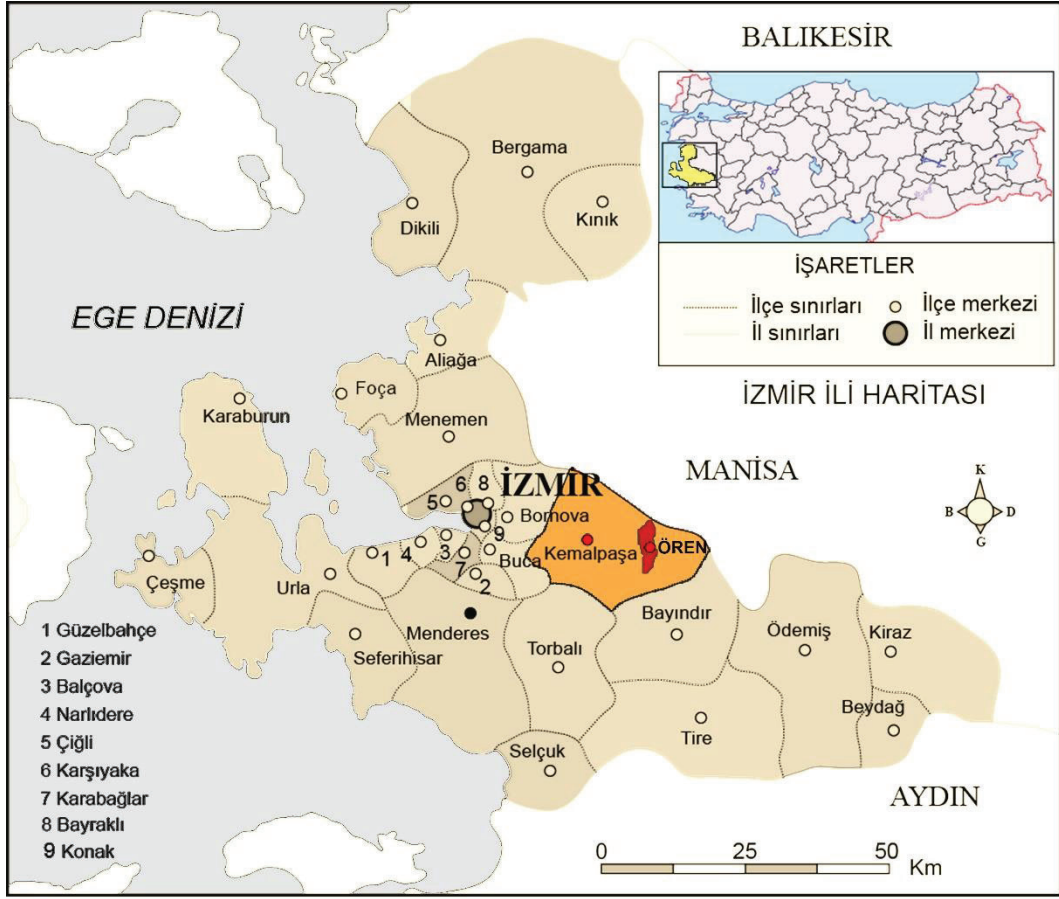 BALIKESİR
İŞARETLER
İlçe sınırları
İlçe merkezi
İl sınırları
İl merkezi
İZMİR İLİ HARİTASI
EGE DENİZİ
Bergama
Dikili
Kınık
Aliağa
Foça
Karaburun
Menemen
MANİSA
K
B
D
G
İZMİR
6
8
5
9
Bornova
Kemalpaşa
ÖREN
1
4
3
7
2
Buca
Çeşme
Urla
Menderes
Seferihisar
Torbalı
Bayındır
Ödemiş
Kiraz
Beydağ
Tire
Selçuk
AYDIN
1 Güzelbahçe
2 Gaziemir
3 Balçova
4 Narlıdere
5 Çiğli
6 Karşıyaka
7 Karabağlar
8 Bayraklı
9 Konak
0 25 50
Km